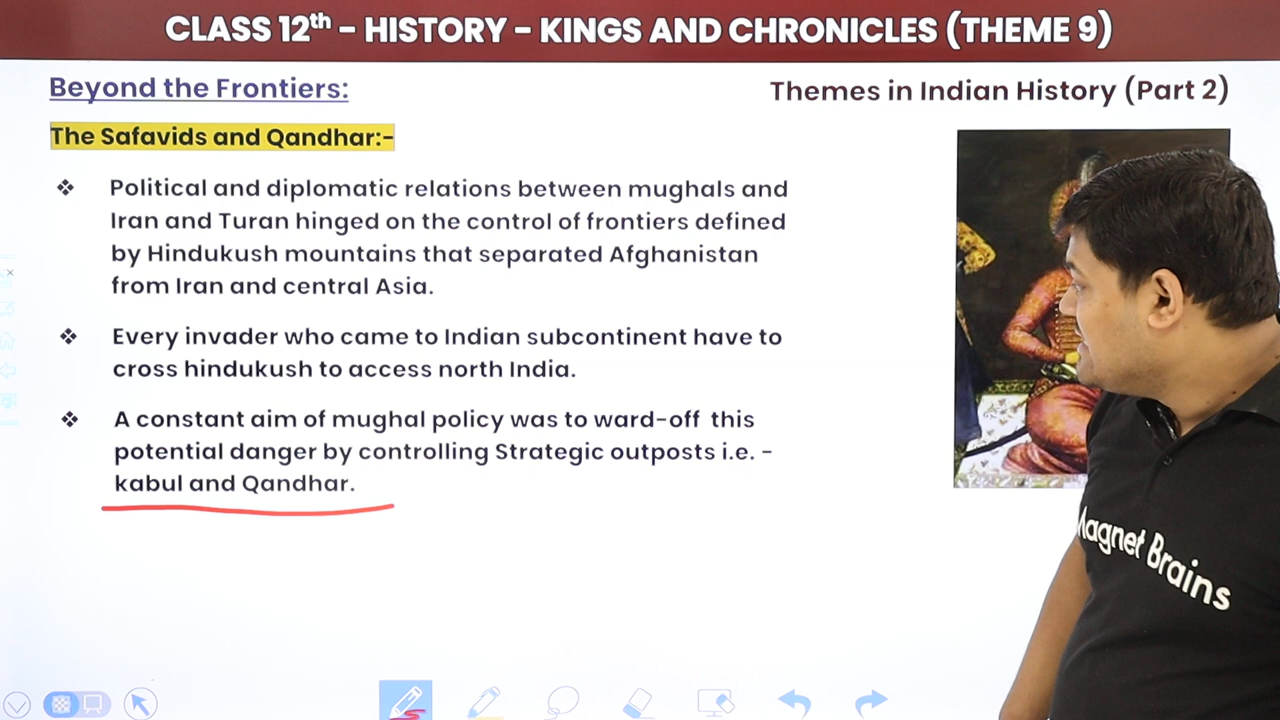 CLASS 12th - HISTORY - KINGS AND CHRONICLES (THEME 9)
Beyond the Frontiers:
Themes in Indian History (Part 2)
The Safavids and Qandhar:-
❖ Political and diplomatic relations between mughals and
Iran and Turan hinged on the control of frontiers defined
by Hindukush mountains that separated Afghanistan
from Iran and central Asia.
❖ Every invader who came to Indian subcontinent have to
cross hindukush to access north India.
❖ A constant aim of mughal policy was to ward-off this
potential danger by controlling Strategic outposts i.e. -
kabul and Qandhar.
Magnet Brains